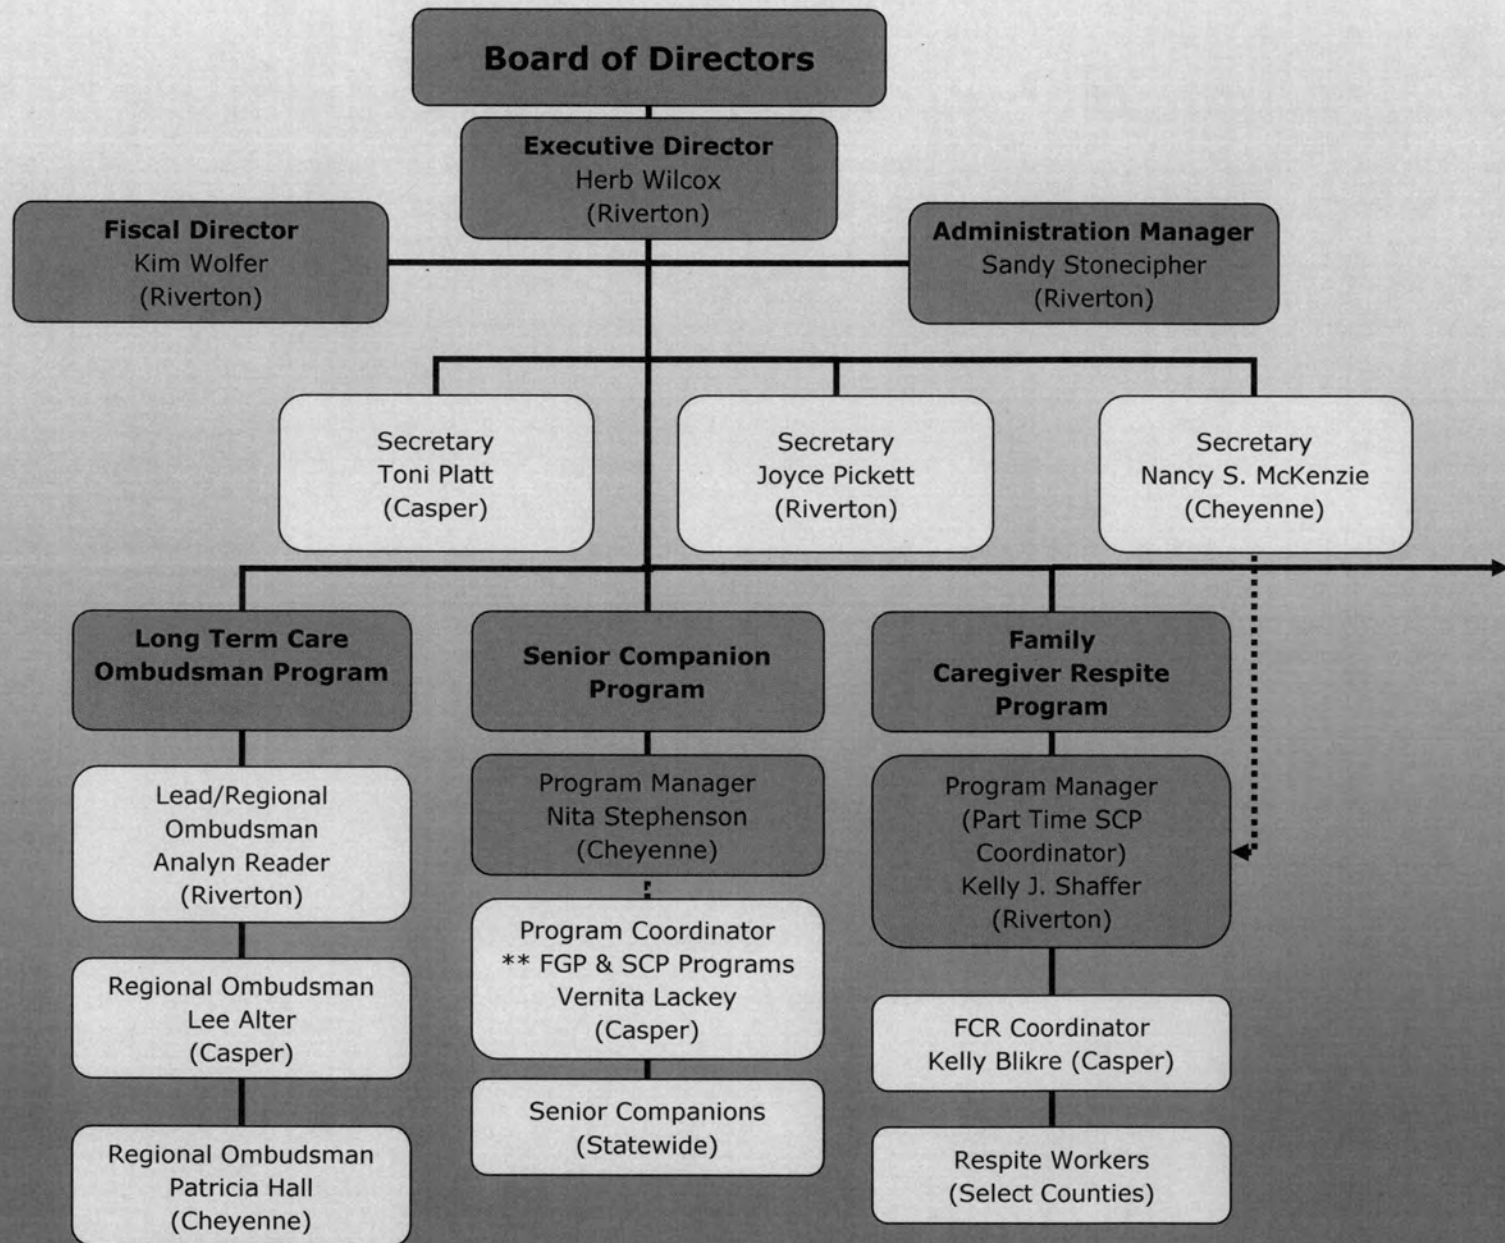 Board of Directors
Executive Director
Herb Wilcox
(Riverton)
Fiscal Director
Kim Wolfer
(Riverton)
Administration Manager
Sandy Stonecipher
(Riverton)
Secretary
Toni Platt
(Casper)
Secretary
Joyce Pickett
(Riverton)
Secretary
Nancy S. McKenzie
(Cheyenne)
Long Term Care
Ombudsman Program
Lead/Regional
Ombudsman
Analyn Reader
(Riverton)
Regional Ombudsman
Lee Alter
(Casper)
Regional Ombudsman
Patricia Hall
(Cheyenne)
Senior Companion
Program
Program Manager
Nita Stephenson
(Cheyenne)
Program Coordinator
** FGP & SCP Programs
Vernita Lackey
(Casper)
Senior Companions
(Statewide)
Family
Caregiver Respite
Program
Program Manager
(Part Time SCP
Coordinator)
Kelly J. Shaffer
(Riverton)
FCR Coordinator
Kelly Blikre (Casper)
Respite Workers
(Select Counties)